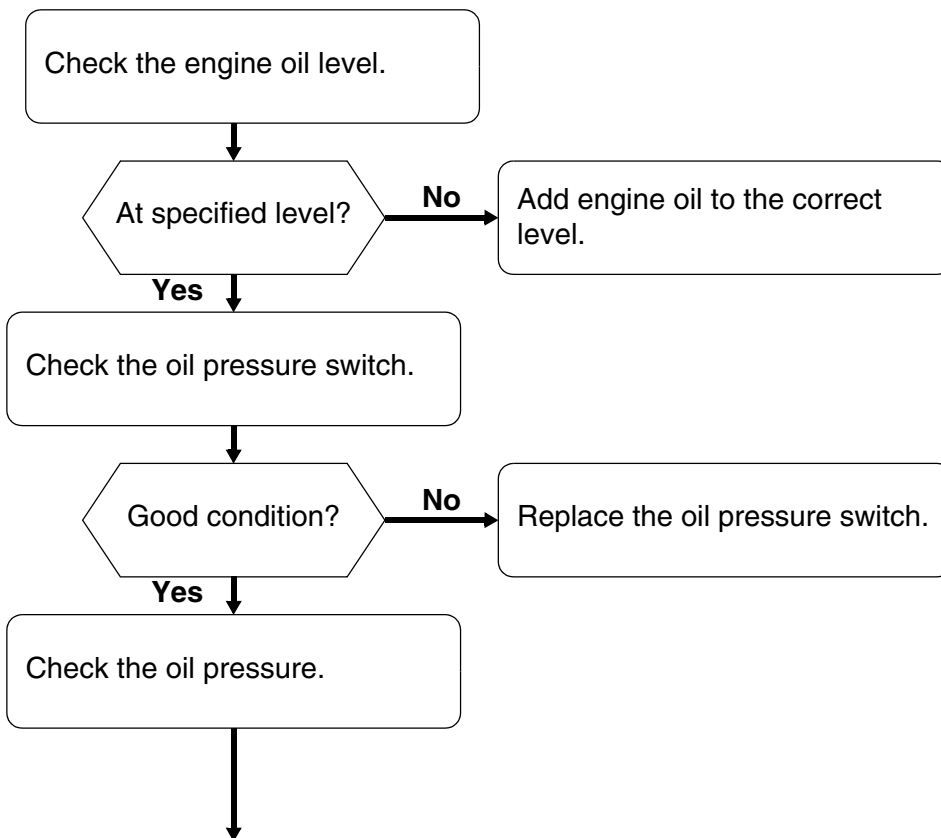 Check the engine oil level.
At specified level?
No
Add engine oil to the correct
level.
Yes
Check the oil pressure switch.
Good condition?
No
Replace the oil pressure switch.
Yes
Check the oil pressure.